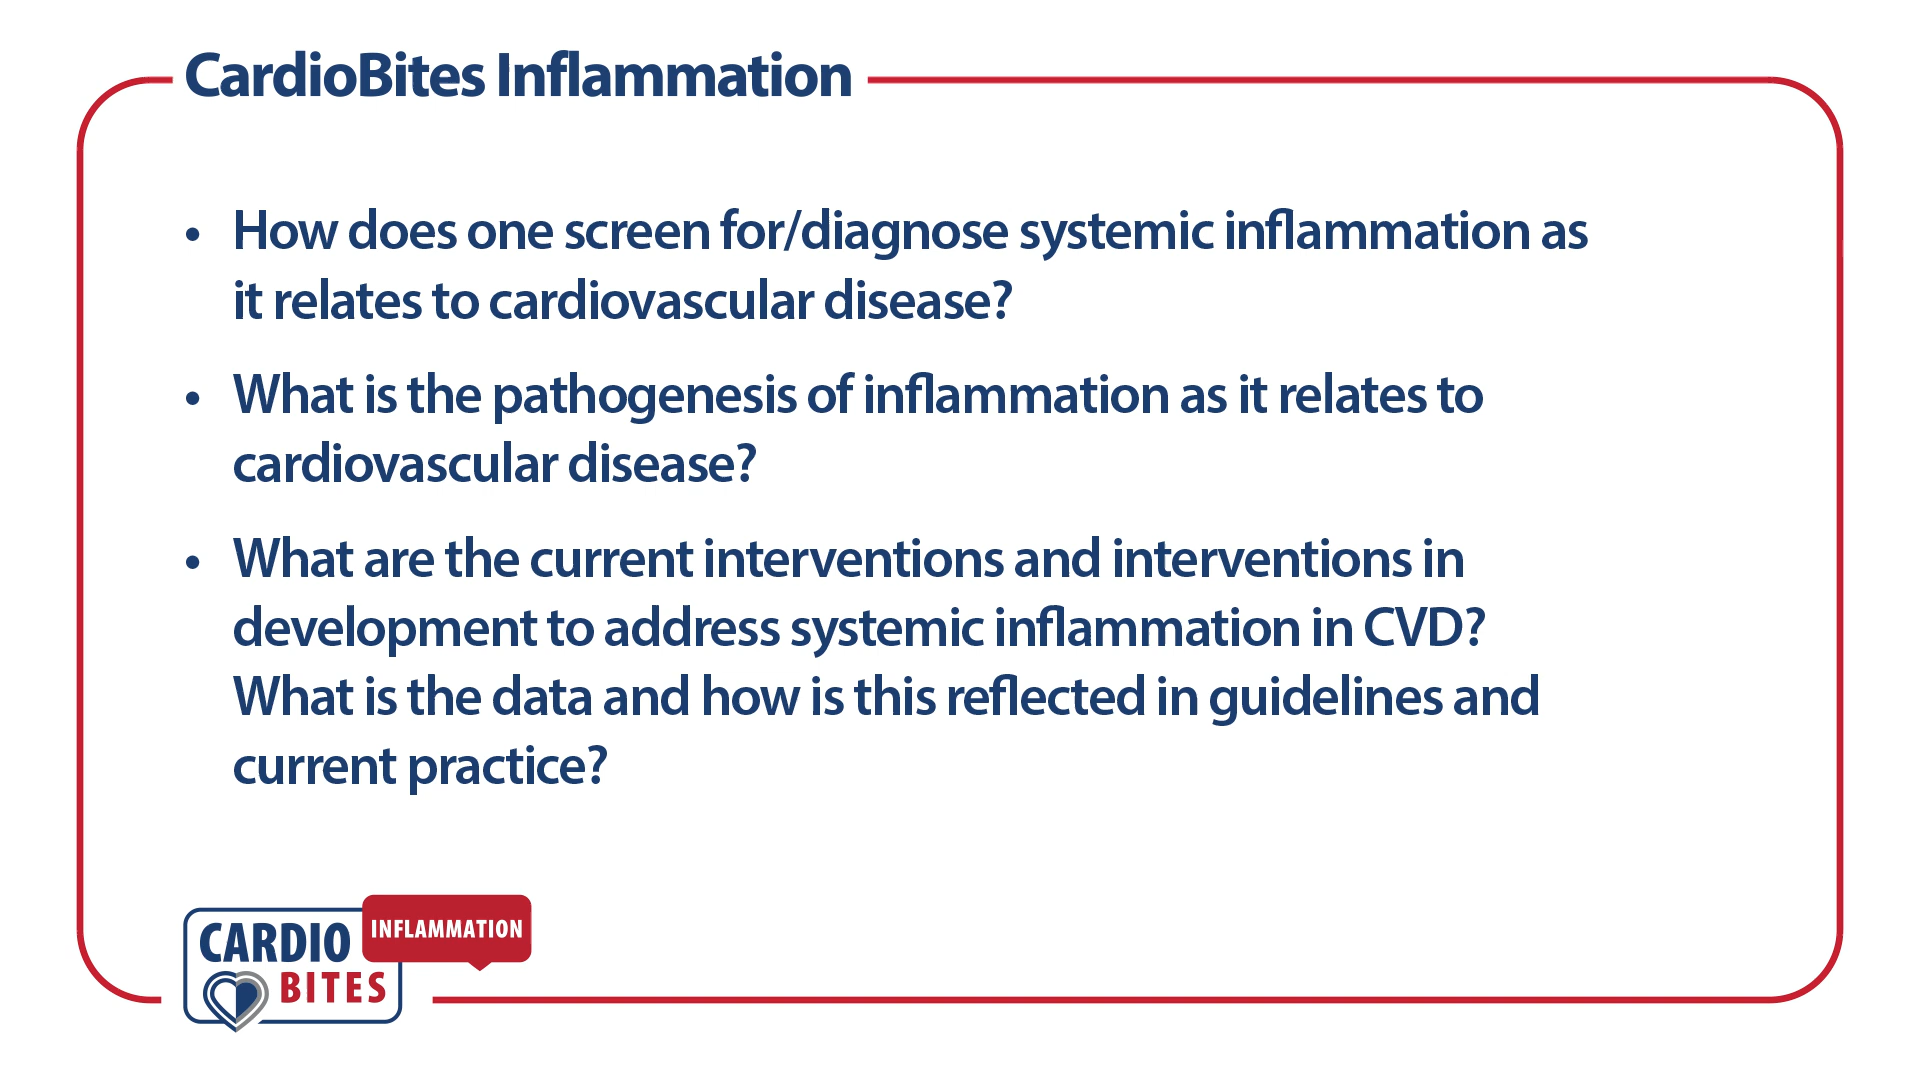 CardioBites Inflammation
• How does one screen for/diagnose systemic inflammation as
it relates to cardiovascular disease?
• What is the pathogenesis of inflammation as it relates to
cardiovascular disease?
• What are the current interventions and interventions in
development to address systemic inflammation in CVD?
What is the data and how is this reflected in guidelines and
current practice?
CARDIO
INFLAMMATION
BITES